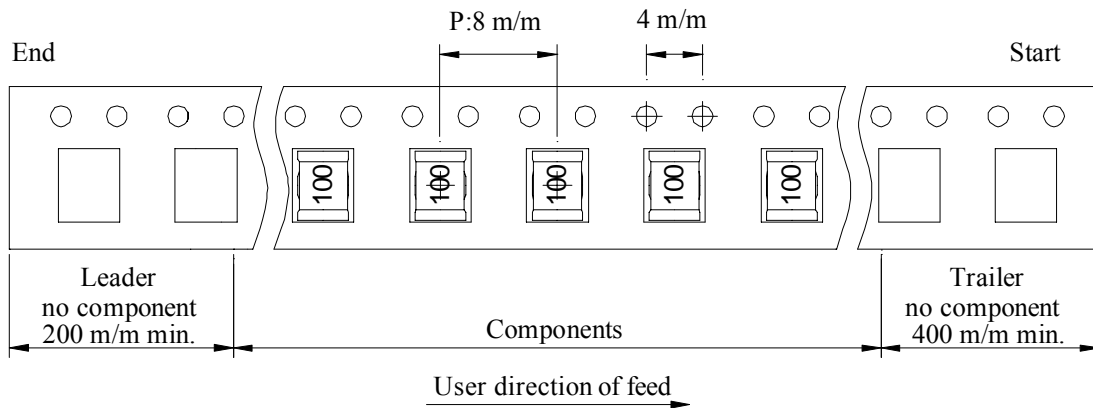 P:8 m/m
4 m/m
End
Start
100
100
100
100
100
Leader
no component
200 m/m min.
Components
Trailer
no component
400 m/m min.
User direction of feed